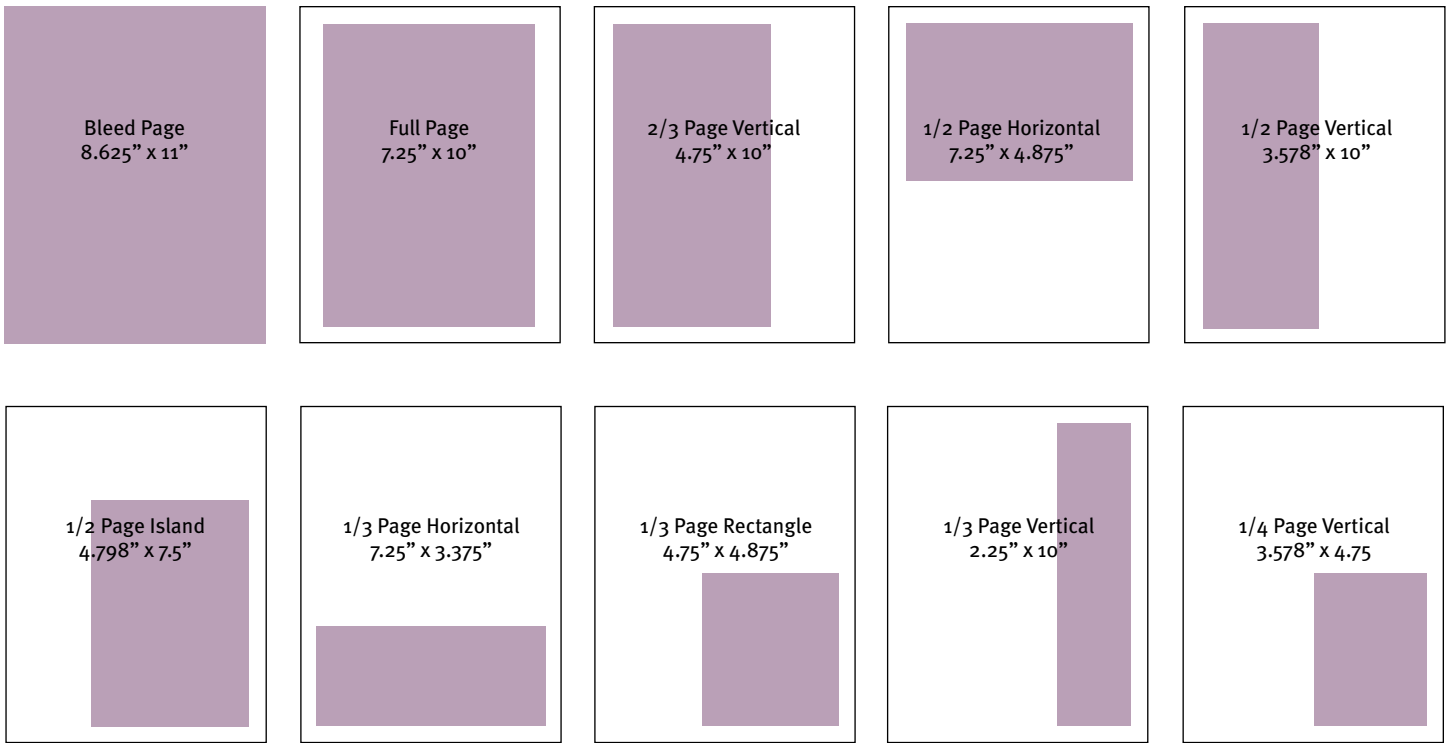 Bleed Page
8.625” x 11”
Full Page
7.25” x 10”
2/3 Page Vertical
4.75” x 10”
1/2 Page Horizontal
7.25” x 4.875”
1/2 Page Vertical
3.578” x 10”
1/2 Page Island
4.798” x 7.5”
1/3 Page Horizontal
7.25” x 3.375”
1/3 Page Rectangle
4.75” x 4.875”
1/3 Page Vertical
2.25” x 10”
1/4 Page Vertical
3.578” x 4.75